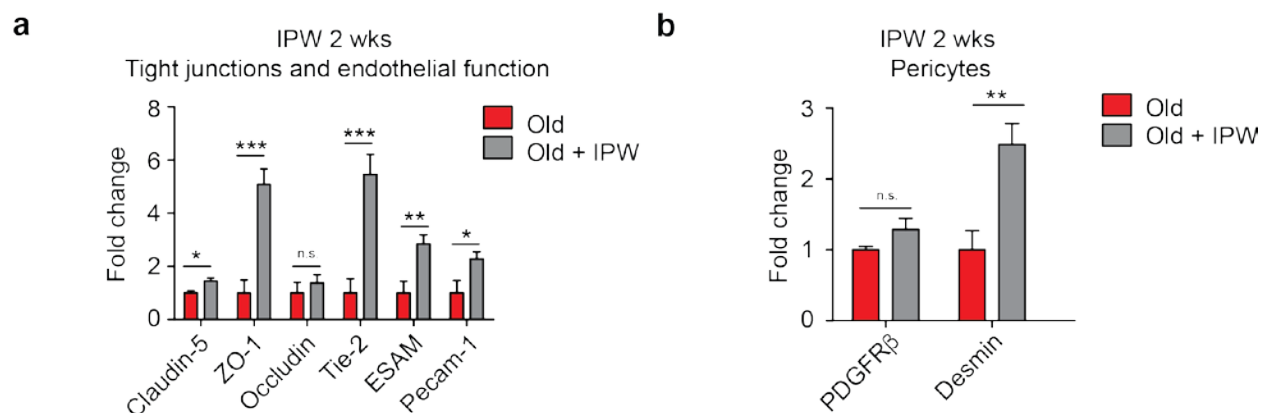 a
IPW 2 wks
Tight junctions and endothelial function
Old
Old + IPW
Fold change
8
6
4
2
0
*
***
n.s
***
**
*
Claudin-5
ZO-1
Occludin
Tie-2
ESAM
Pecam-1
b
IPW 2 wks
Pericytes
Old
Old + IPW
Fold change
3
2
1
0
n.s.
**
PDGFRβ
Desmin